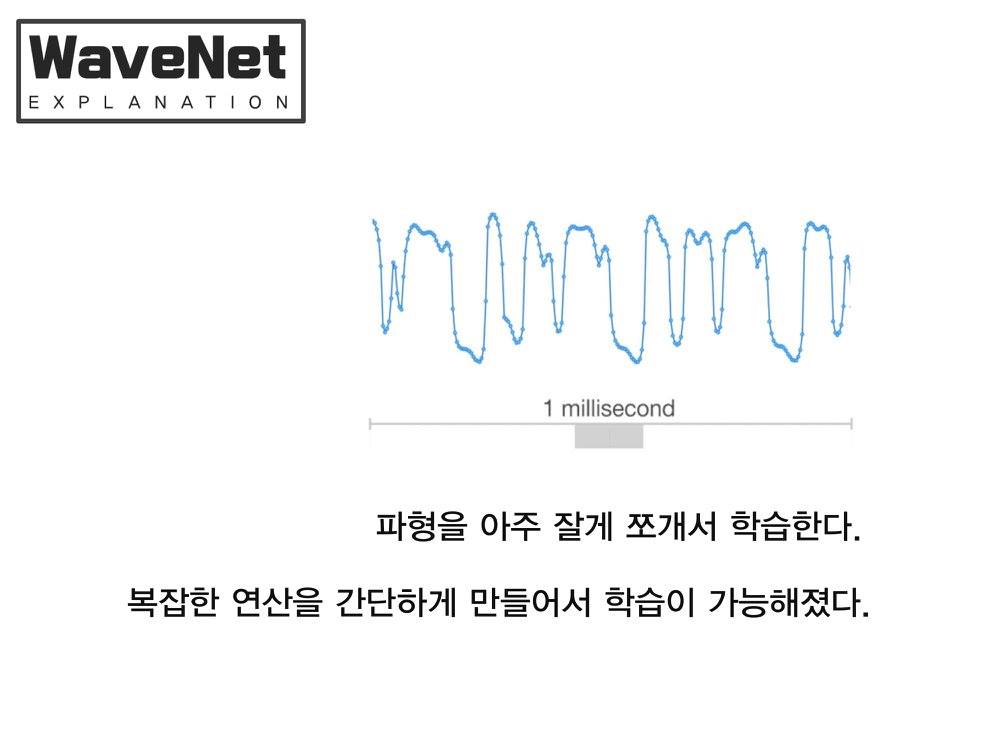 WaveNet
EXPLANATION
1 millisecond
파형을 아주 잘게 쪼개서 학습한다.
복잡한 연산을 간단하게 만들어서 학습이 가능해졌다.